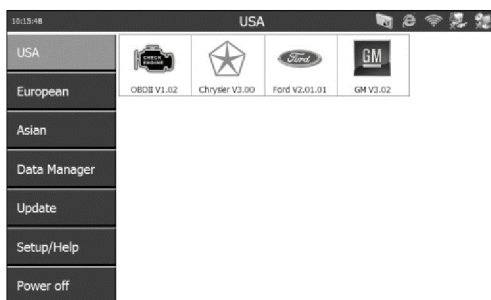 10:15:48
USA
USA
European
Asian
Data Manager
Update
Setup/Help
Power off
CHECK ENGINE
Ford
GM
OBDII V1.02
Chrysler V3.00
Ford V2.01.01
GM V3.02